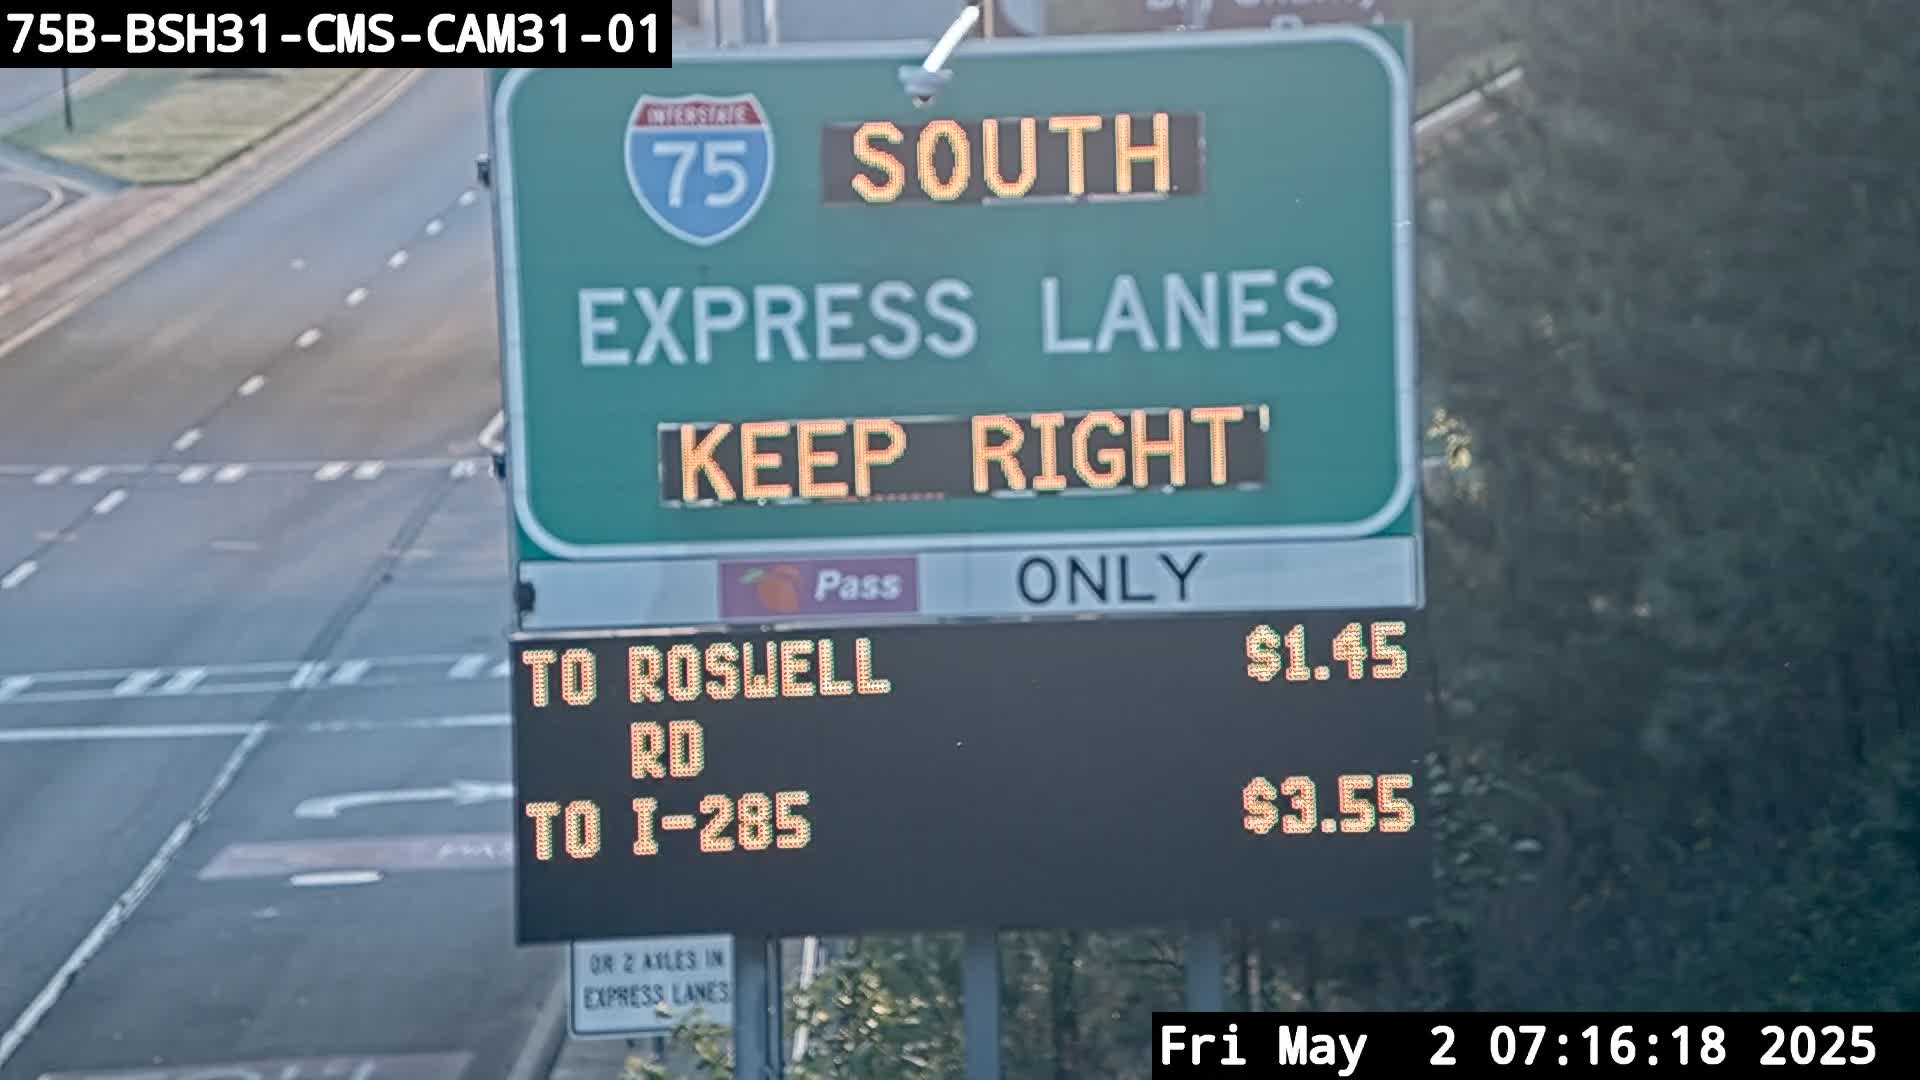 75B-BSH31-CMS-CAM31-01
INTERSTATE
75
SOUTH
EXPRESS LANES
KEEP RIGHT
Pass
ONLY
TO ROSWELL $1.45
RD
TO I-285 $3.55
OR 2 AXLES IN
EXPRESS LANES
Fri May 2 07:16:18 2025